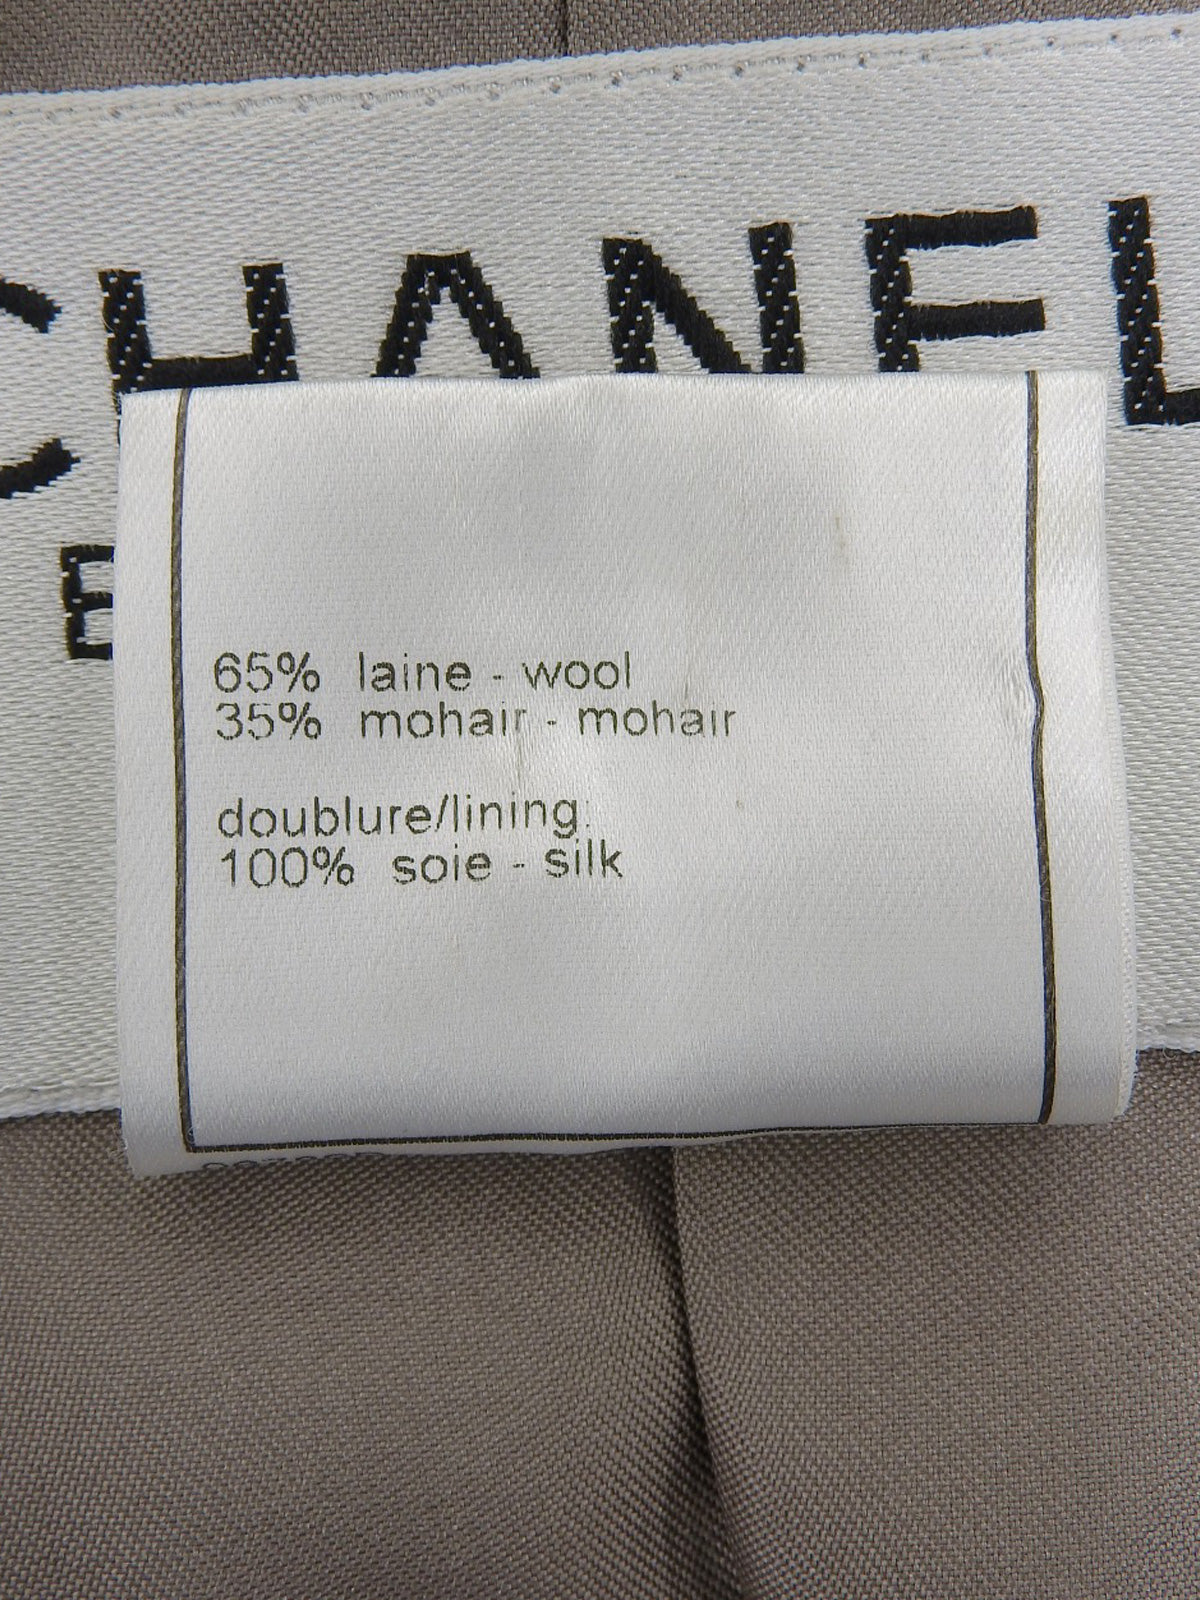 CHANEL
65% laine - wool
35% mohair - mohair
doublure/lining:
100% soie - silk